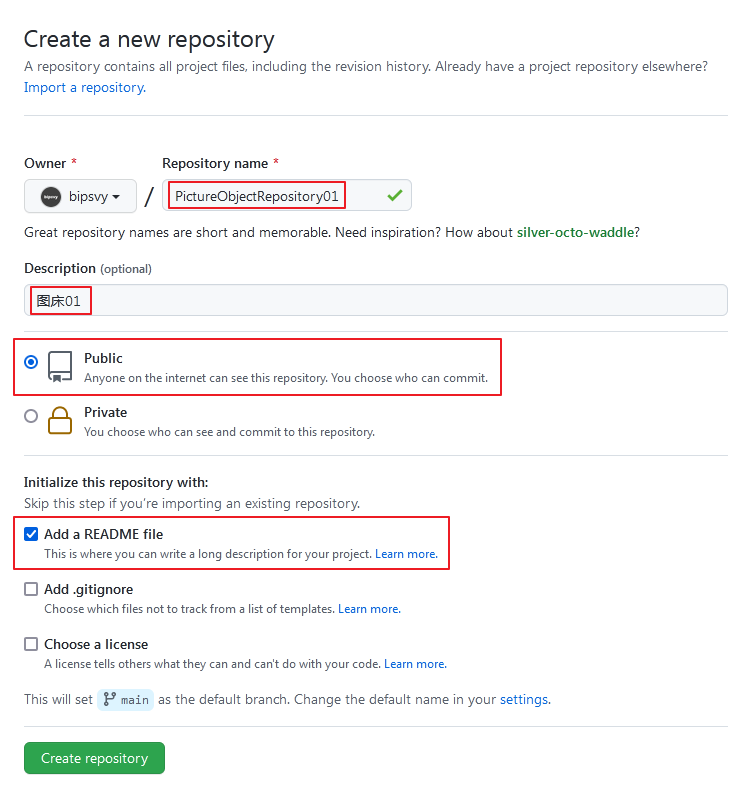 Create a new repository
A repository contains all project files, including the revision history. Already have a project repository elsewhere?
Import a repository.
Owner *
Repository name *
bipsvy
/
PictureObjectRepository01
Great repository names are short and memorable. Need inspiration? How about silver-octo-waddle?
Description (optional)
图床01
Public
Anyone on the internet can see this repository. You choose who can commit.
Private
You choose who can see and commit to this repository.
Initialize this repository with:
Skip this step if you're importing an existing repository.
Add a README file
This is where you can write a long description for your project. Learn more.
Add .gitignore
Choose which files not to track from a list of templates. Learn more.
Choose a license
A license tells others what they can and can't do with your code. Learn more.
This will set main as the default branch. Change the default name in your settings.
Create repository